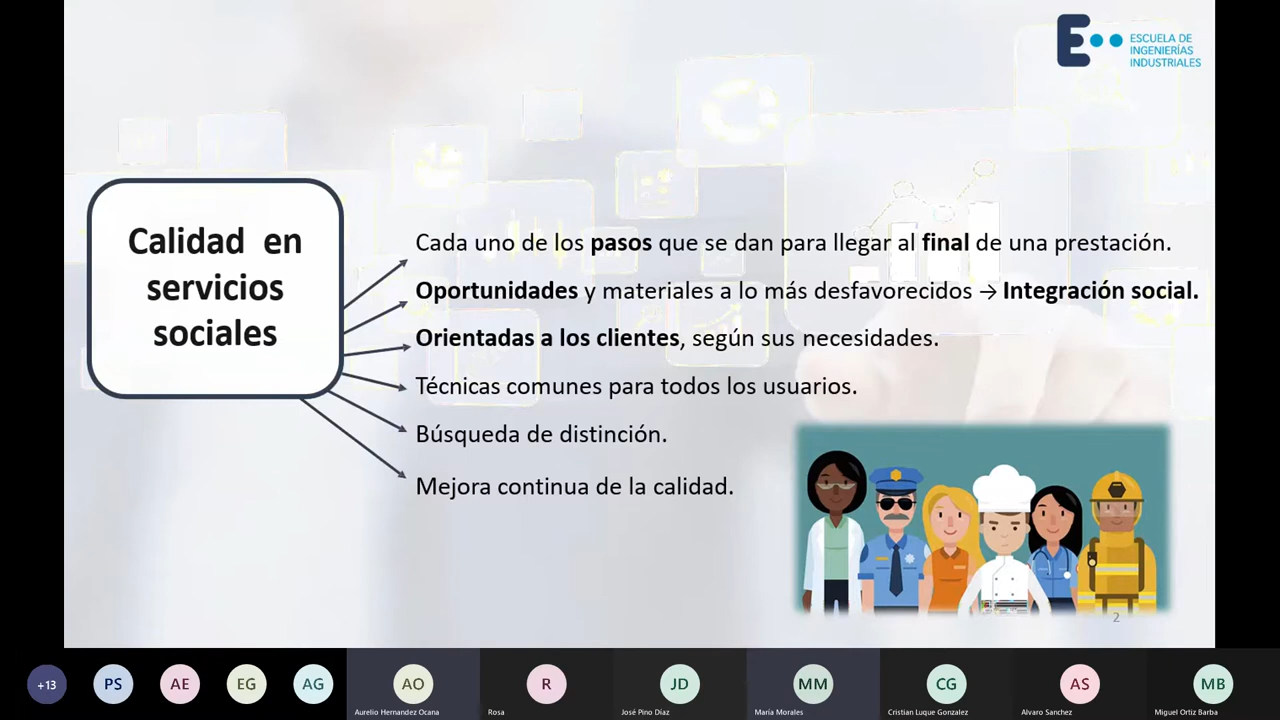 ESCUELA DE
INGENIERÍAS
INDUSTRIALES
Calidad en
servicios
sociales
Cada uno de los pasos que se dan para llegar al final de una prestación.
Oportunidades y materiales a lo más desfavorecidos → Integración social.
Orientadas a los clientes, según sus necesidades.
Técnicas comunes para todos los usuarios.
Búsqueda de distinción.
Mejora continua de la calidad.
2
+13
PS
AE
EG
AG
AO
R
JD
MM
CG
AS
MB
Aurelio Hernandez Ocana
Rosa
José Pino Díaz
María Morales
Cristian Luque Gonzalez
Alvaro Sanchez
Miguel Ortiz Barba